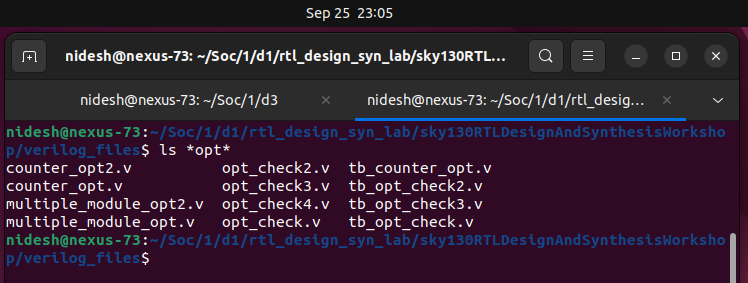 Sep 25 23:05
nidesh@nexus-73: ~/Soc/1/d1/rtl_design_syn_lab/sky130RTL...
nidesh@nexus-73: ~/Soc/1/d3
nidesh@nexus-73: ~/Soc/1/d1/rtl_desig...
nidesh@nexus-73:~/Soc/1/d1/rtl_design_syn_lab/sky130RTLDesignAndSynthesisWorksho
p/verilog_files$ ls *opt*
counter_opt2.v opt_check2.v tb_counter_opt.v
counter_opt.v opt_check3.v tb_opt_check2.v
multiple_module_opt2.v opt_check4.v tb_opt_check3.v
multiple_module_opt.v opt_check.v tb_opt_check.v
nidesh@nexus-73:~/Soc/1/d1/rtl_design_syn_lab/sky130RTLDesignAndSynthesisWorksho
p/verilog_files$